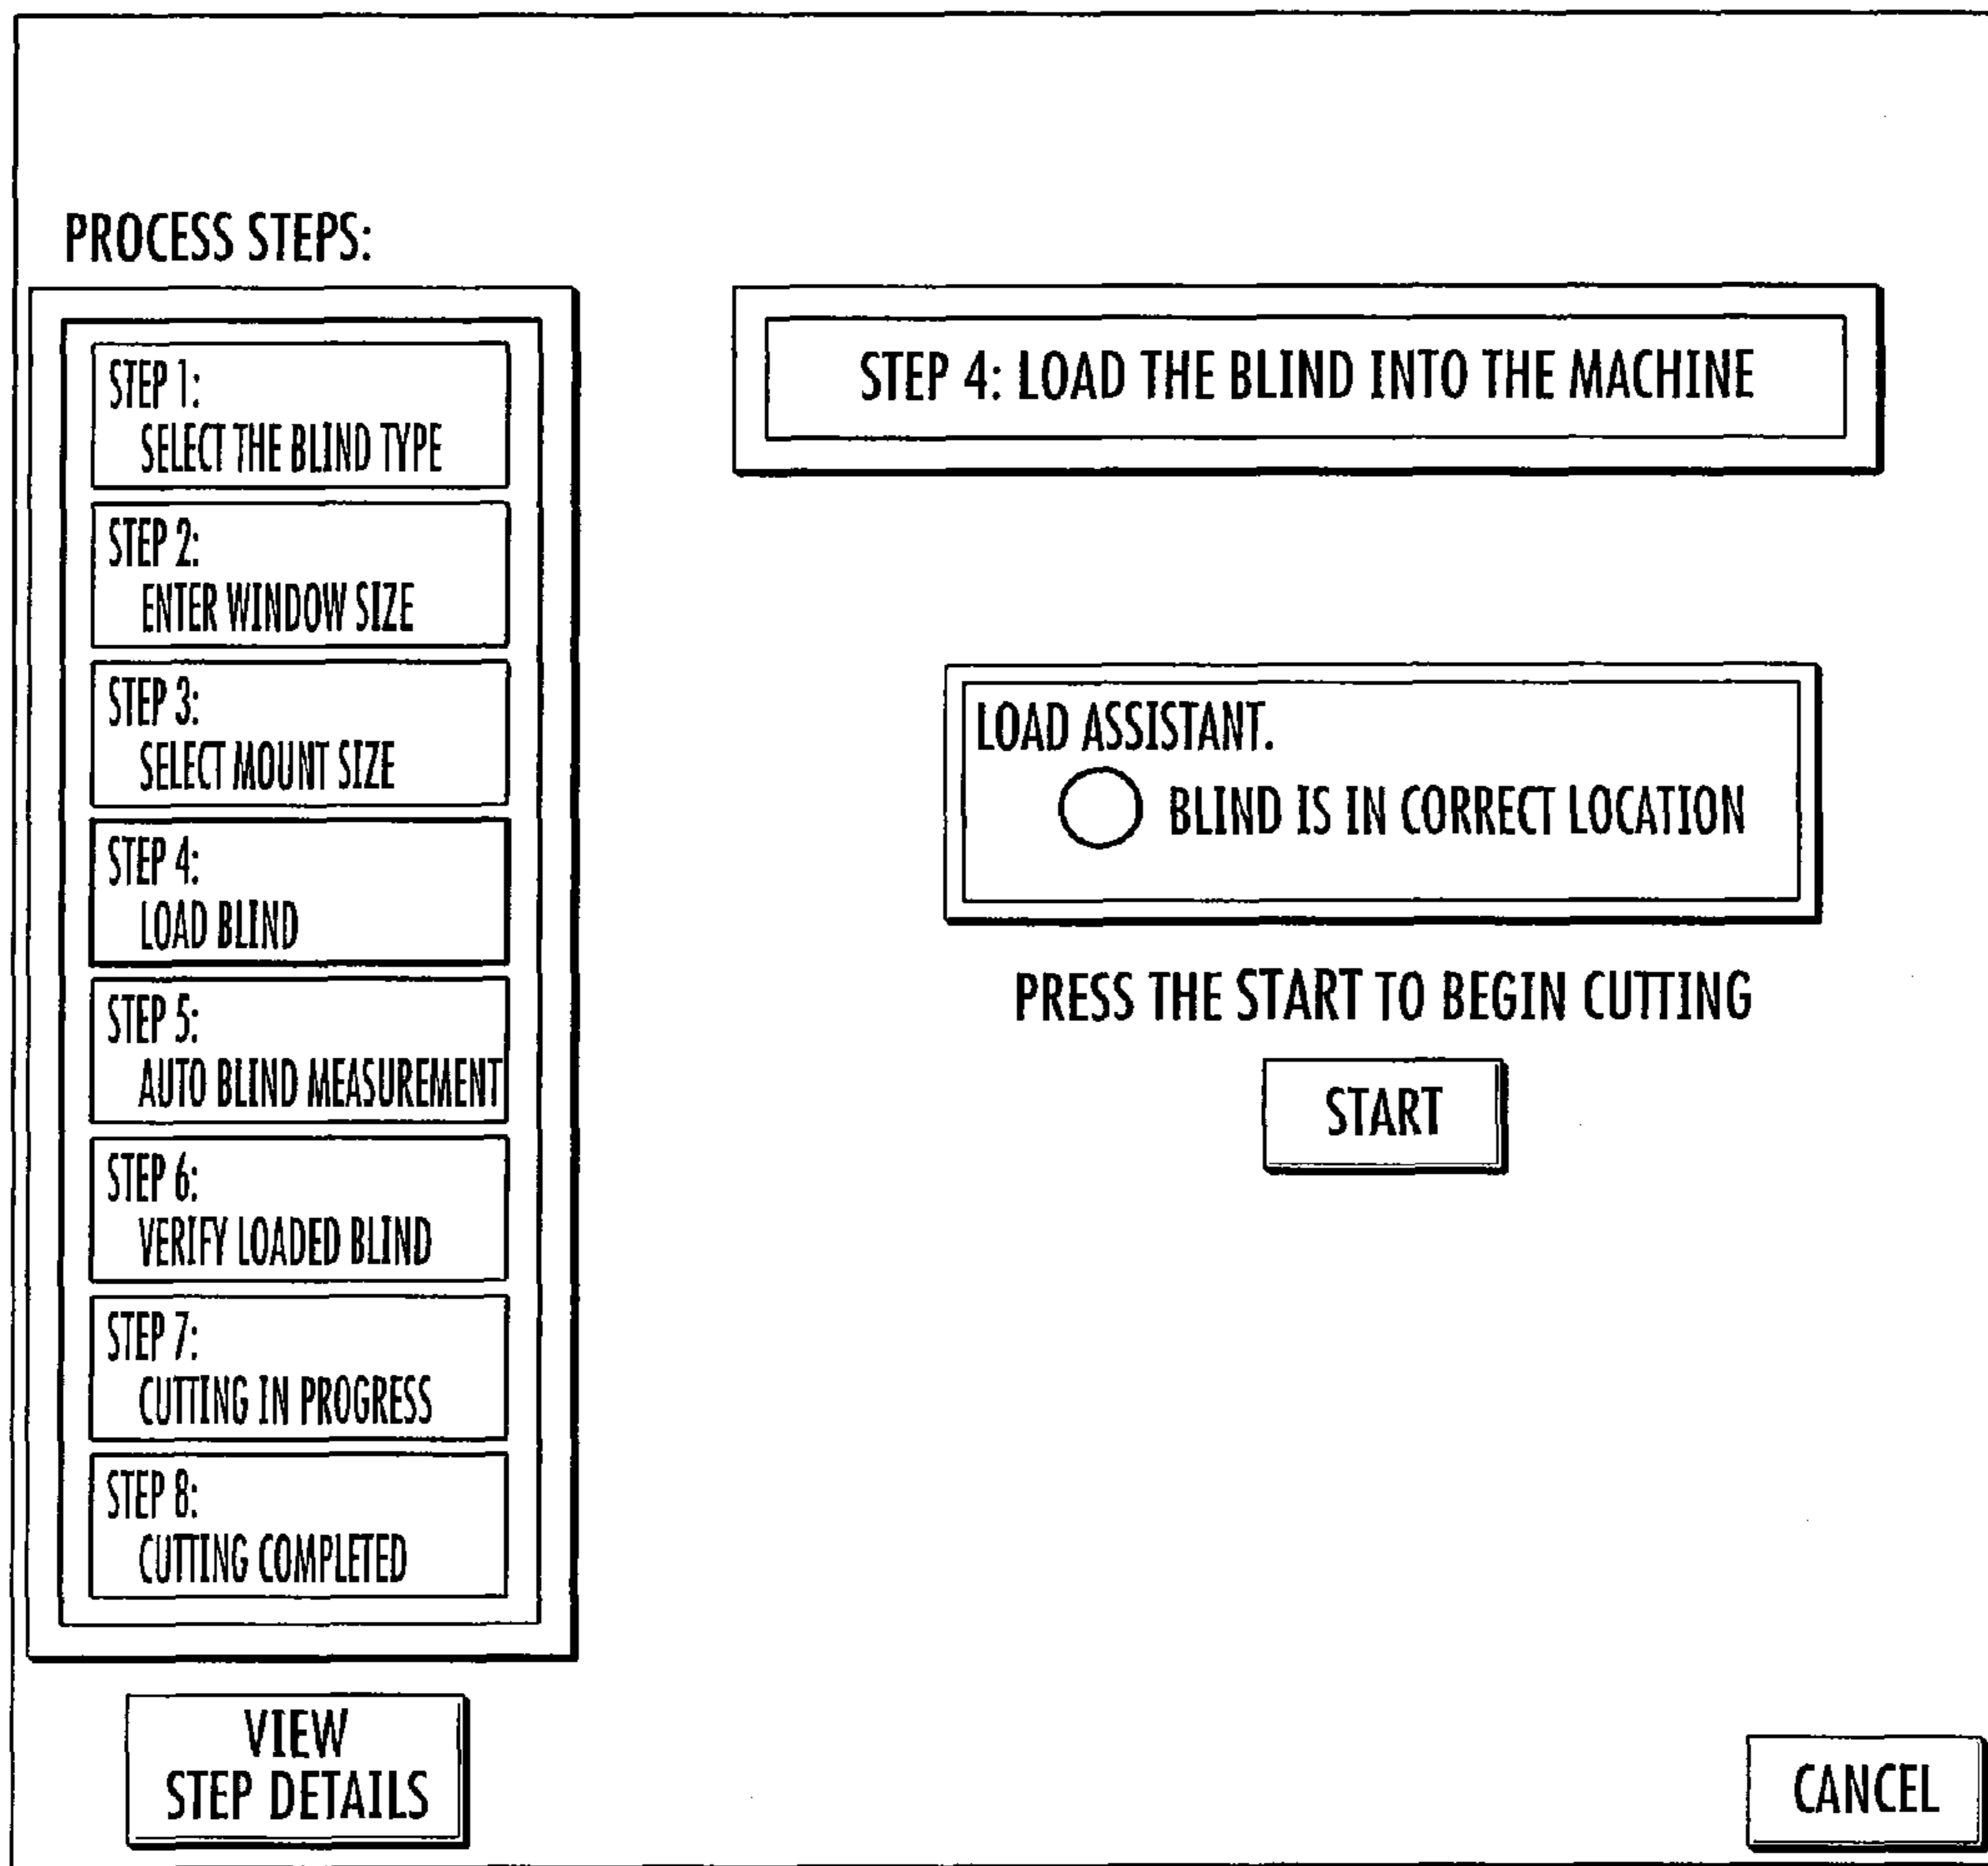 PROCESS STEPS:
STEP 1:
SELECT THE BLIND TYPE
STEP 2:
ENTER WINDOW SIZE
STEP 3:
SELECT MOUNT SIZE
STEP 4:
LOAD BLIND
STEP 5:
AUTO BLIND MEASUREMENT
STEP 6:
VERIFY LOADED BLIND
STEP 7:
CUTTING IN PROGRESS
STEP 8:
CUTTING COMPLETED
VIEW
STEP DETAILS
STEP 4: LOAD THE BLIND INTO THE MACHINE
LOAD ASSISTANT.
BLIND IS IN CORRECT LOCATION
PRESS THE START TO BEGIN CUTTING
START
CANCEL